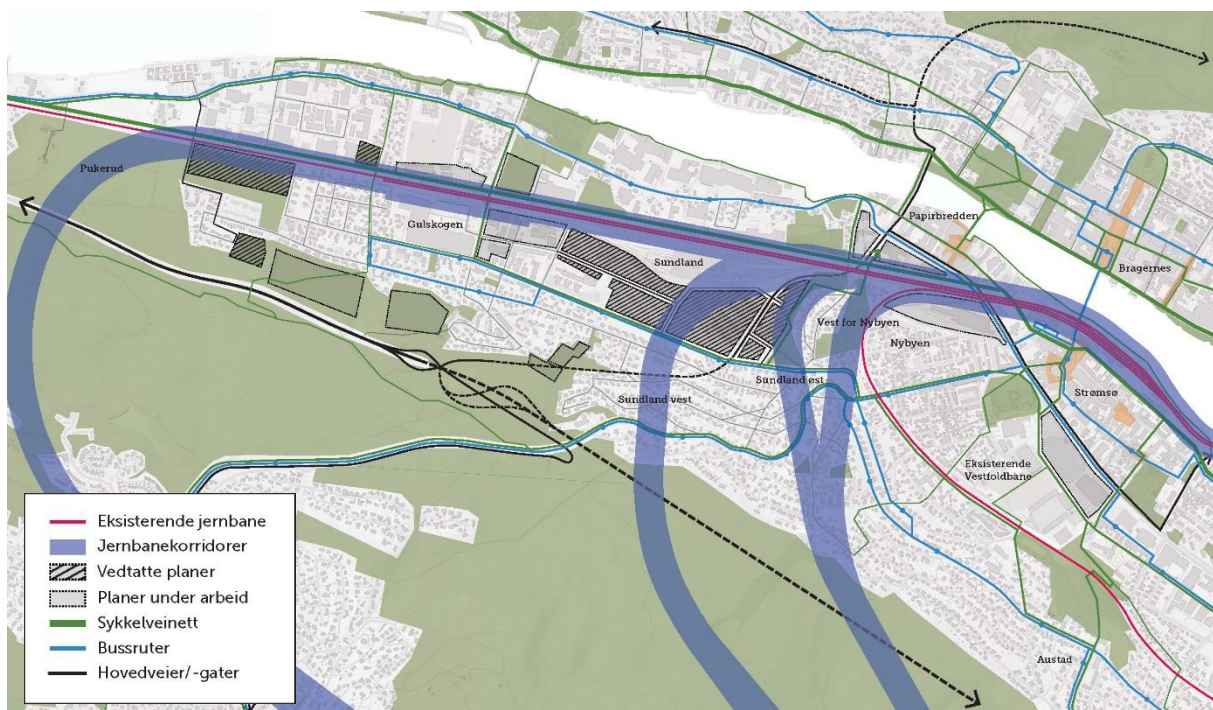 Pukerud
Gulskogen
Sundland
Papirbredden
Bragernes
Vest for Nybyen
Nybyen
Sundland øst
Sundland vest
Strømsø
Eksisterende
Vestfoldbane
Austad
Eksisterende jernbane
Jernbanekorridorer
Vedtatte planer
Planer under arbeid
Sykkelveinett
Bussruter
Hovedveier/-gater